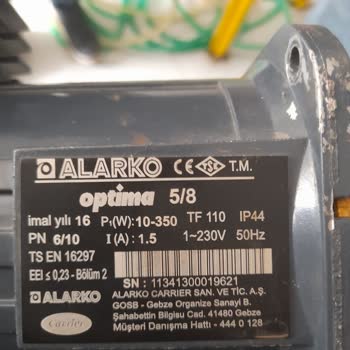 ALARKO CE TSE T.M.
optima 5/8
imal yılı 16 P₁(W):10-350 TF 110 IP44
PN 6/10 I(A): 1.5 1~230V 50Hz
TS EN 16297
EEI ≤ 0,23 - Bölüm 2
SN : 11341300019621
ALARKO
ALARKO CARRIER SAN. VE TİC. A.Ş.
GOSB - Gebze Organize Sanayi B.
Şahabettin Bilgisu Cad. 41480 Gebze
Müşteri Danışma Hattı - 444 0 128
Carrier